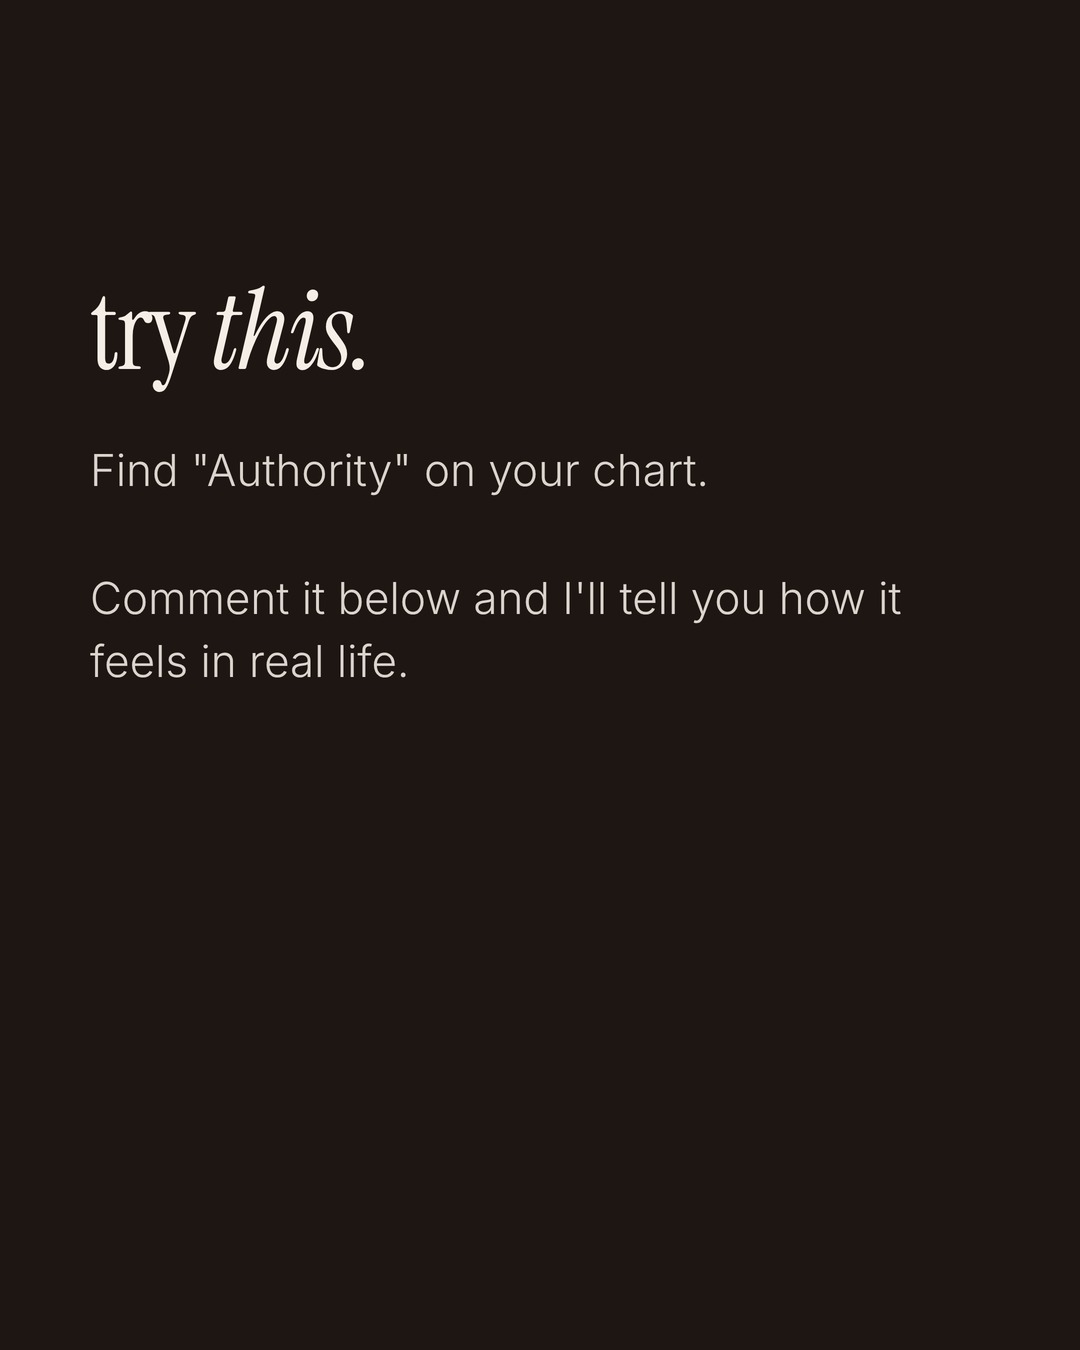 try this.
Find "Authority" on your chart.
Comment it below and I'll tell you how it
feels in real life.